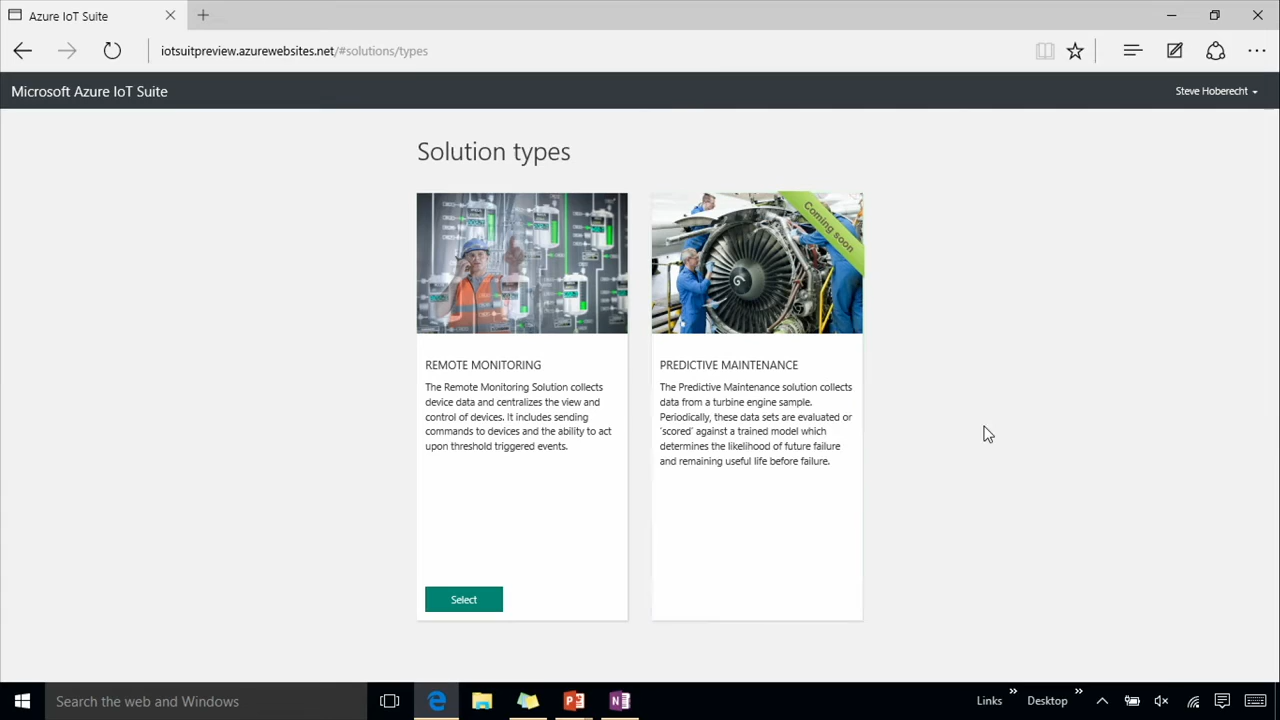 Azure IoT Suite
iotsuitpreview.azurewebsites.net/#solutions/types
Microsoft Azure IoT Suite
Steve Hoberecht
Solution types
Coming soon
REMOTE MONITORING
The Remote Monitoring Solution collects
device data and centralizes the view and
control of devices. It includes sending
commands to devices and the ability to act
upon threshold triggered events.
Select
PREDICTIVE MAINTENANCE
The Predictive Maintenance solution collects
data from a turbine engine sample.
Periodically, these data sets are evaluated or
'scored' against a trained model which
determines the likelihood of future failure
and remaining useful life before failure.
Search the web and Windows
Links
Desktop